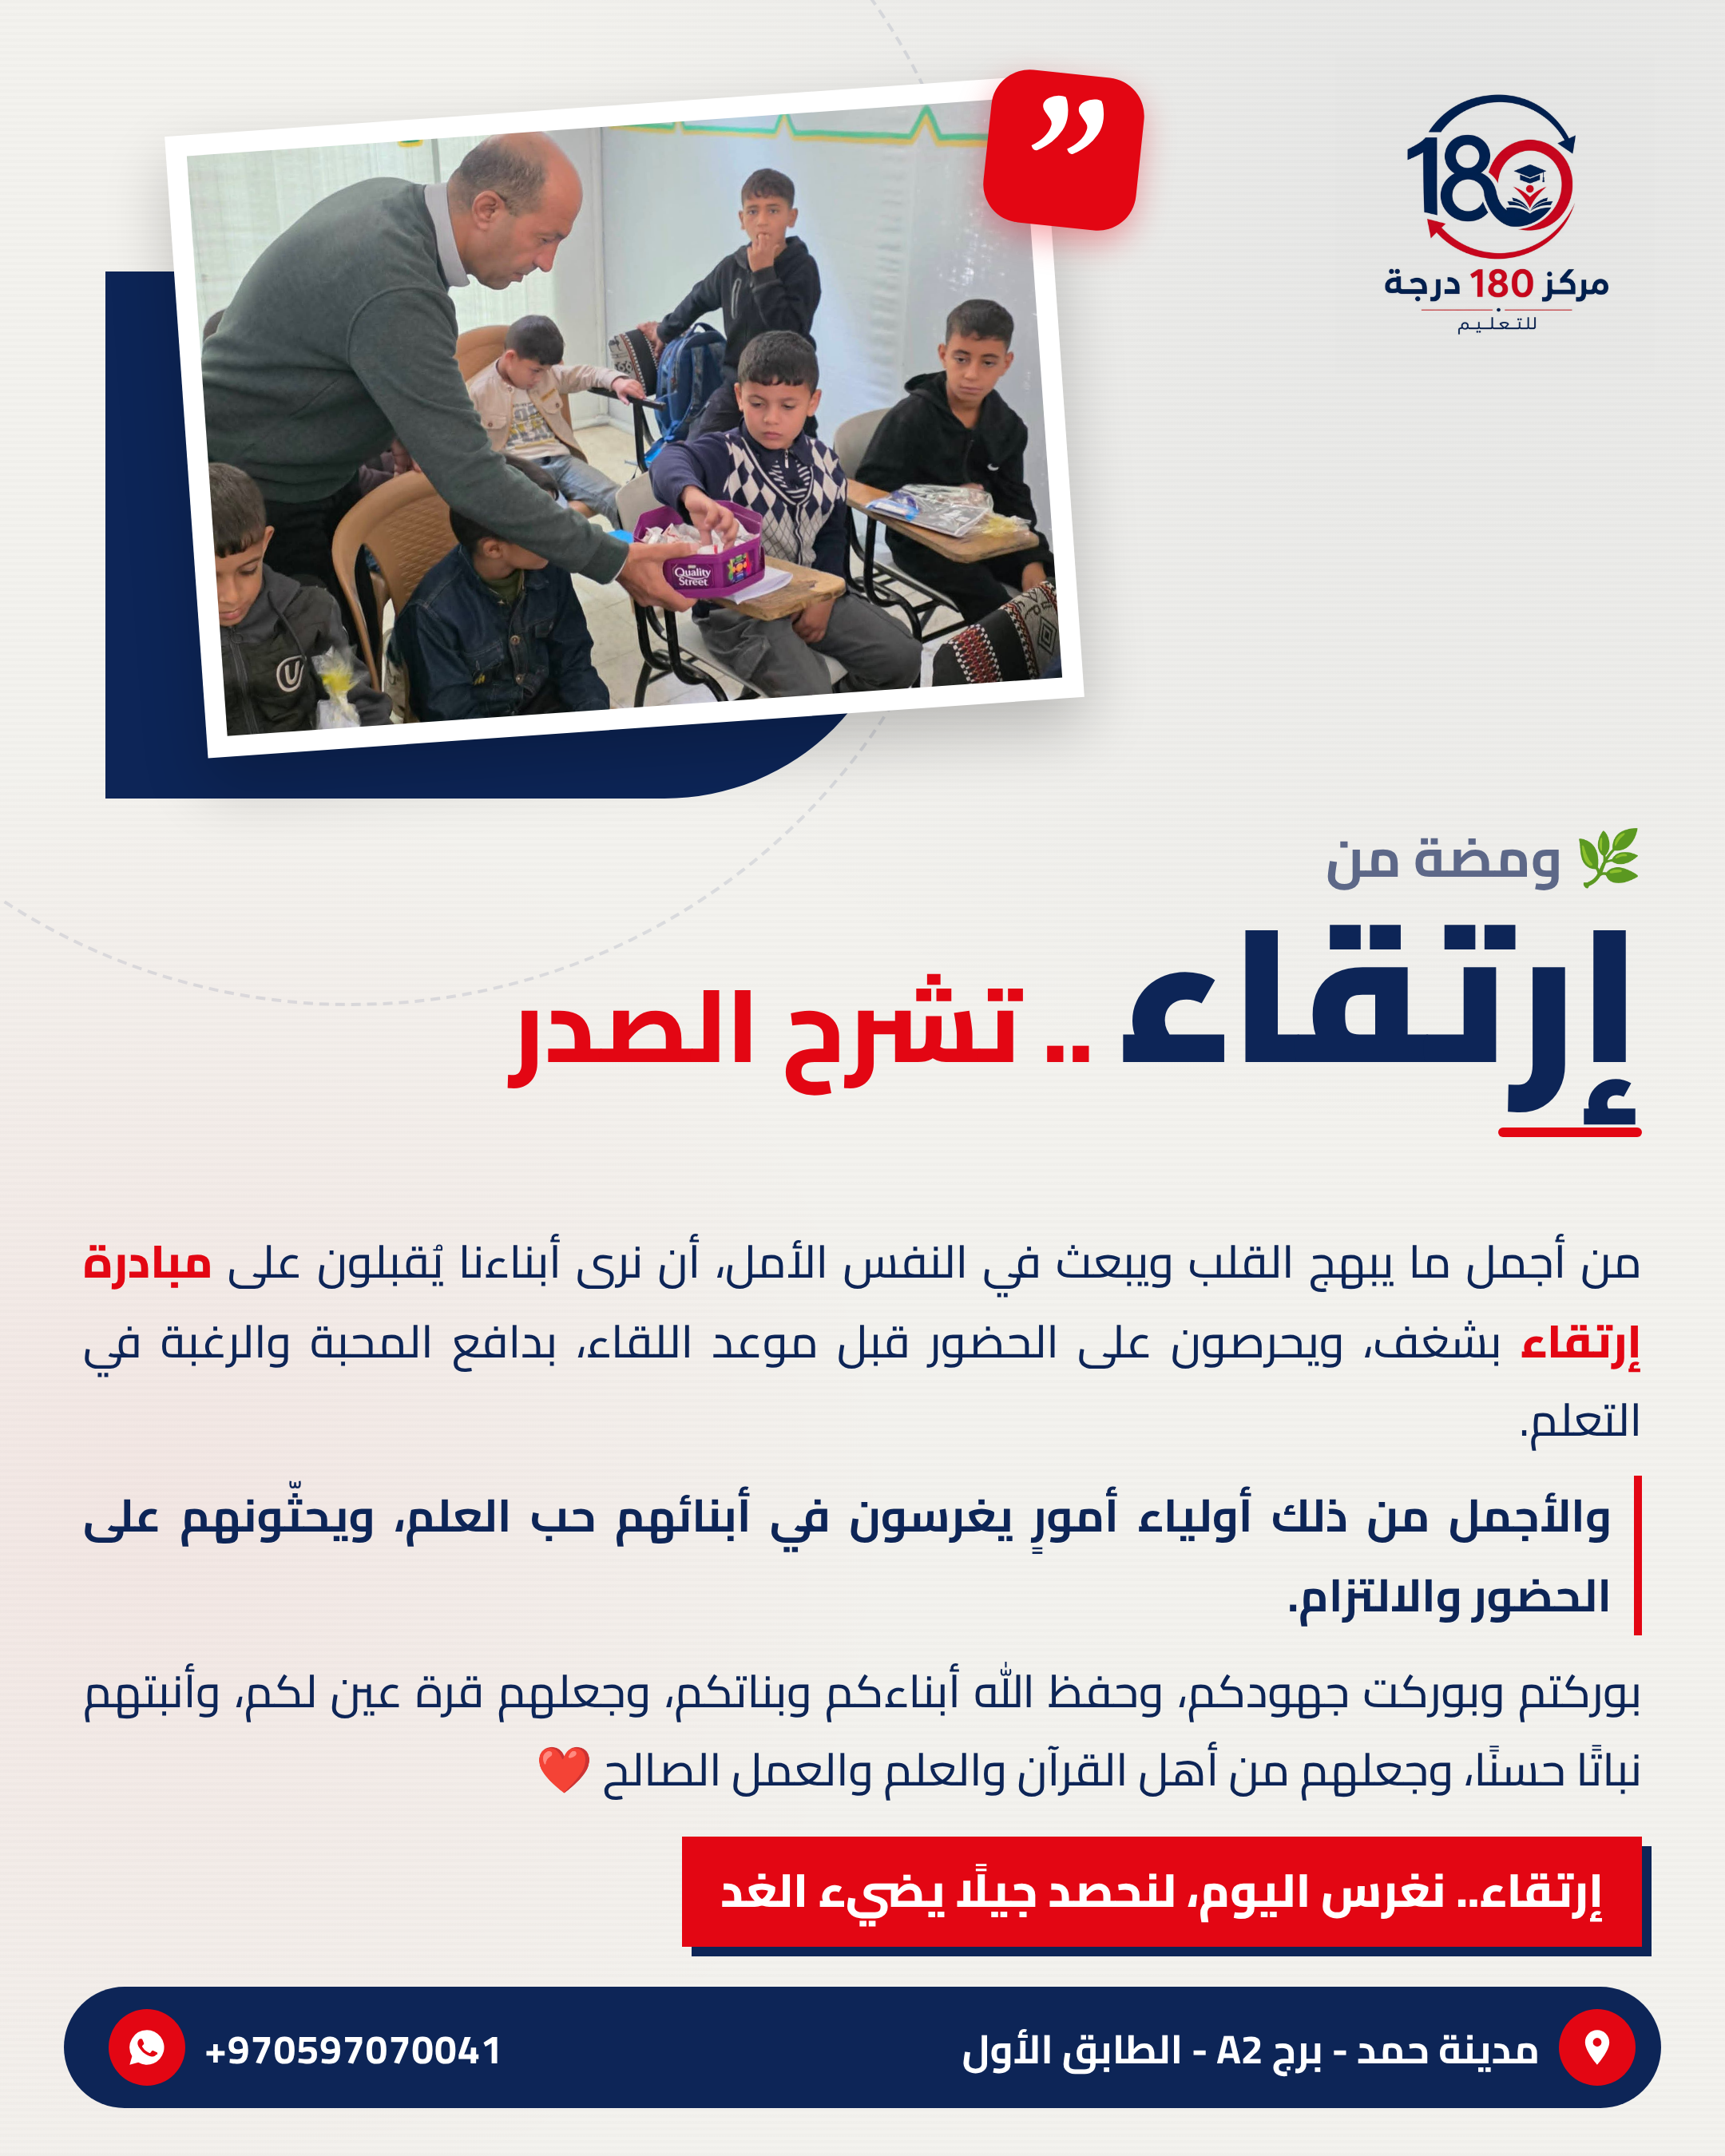 180
مركز 180 درجة
للتعليم
”
Quality
Street
U
🌿 ومضة من
إرتقاء .. تشرح الصدر
من أجمل ما يبهج القلب ويبعث في النفس الأمل، أن نرى أبناءنا يُقبلون على مبادرة
إرتقاء بشغف، ويحرصون على الحضور قبل موعد اللقاء، بدافع المحبة والرغبة في
التعلم.
والأجمل من ذلك أولياء أمورٍ يغرسون في أبنائهم حب العلم، ويحثّونهم على
الحضور والالتزام.
بوركتم وبوركت جهودكم، وحفظ الله أبناءكم وبناتكم، وجعلهم قرة عين لكم، وأنبتهم
نباتًا حسنًا، وجعلهم من أهل القرآن والعلم والعمل الصالح ❤️
إرتقاء.. نغرس اليوم، لنحصد جيلًا يضيء الغد
مدينة حمد - برج A2 - الطابق الأول
+970597070041